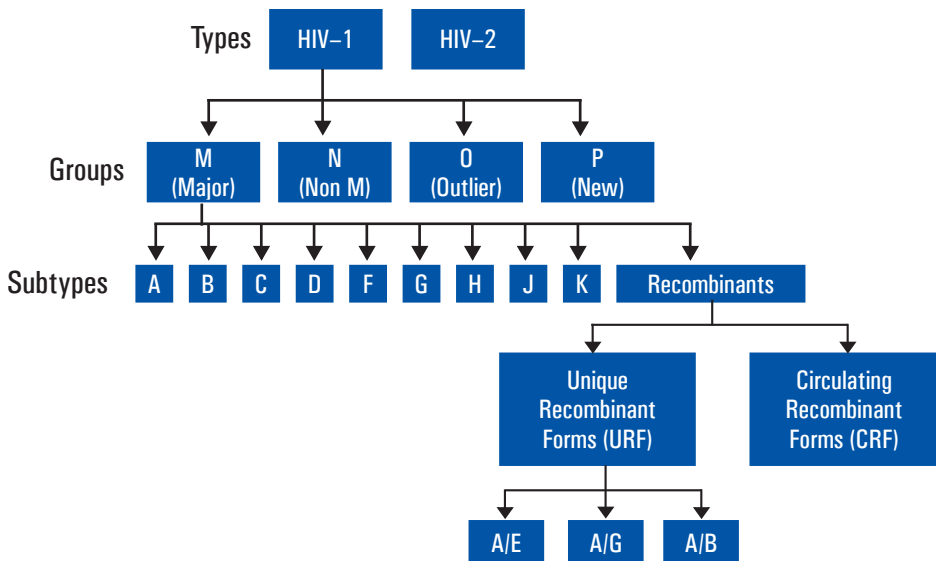 Types
HIV–1
HIV–2
Groups
M
(Major)
N
(Non M)
O
(Outlier)
P
(New)
Subtypes
A
B
C
D
F
G
H
J
K
Recombinants
Unique
Recombinant
Forms (URF)
Circulating
Recombinant
Forms (CRF)
A/E
A/G
A/B